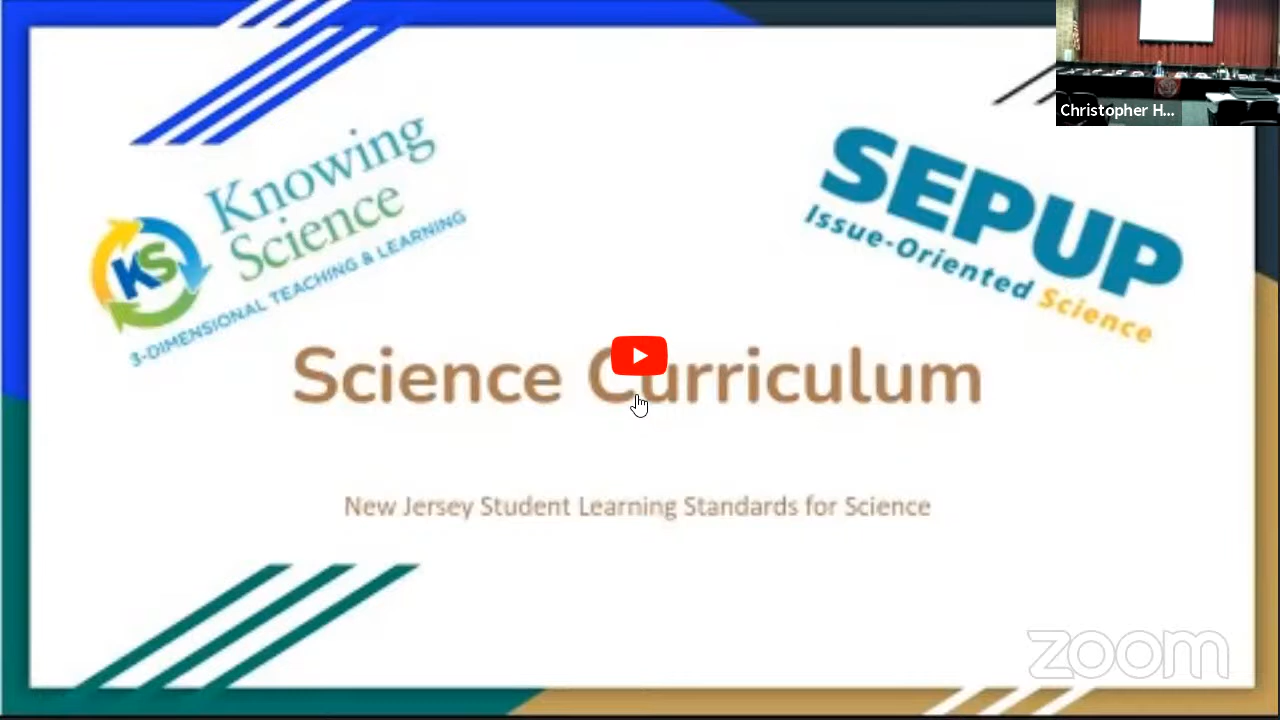 Christopher H...
Knowing
Science
KS
3-DIMENSIONAL TEACHING & LEARNING
SEPUP
Issue-Oriented Science
Science Curriculum
New Jersey Student Learning Standards for Science
zoom